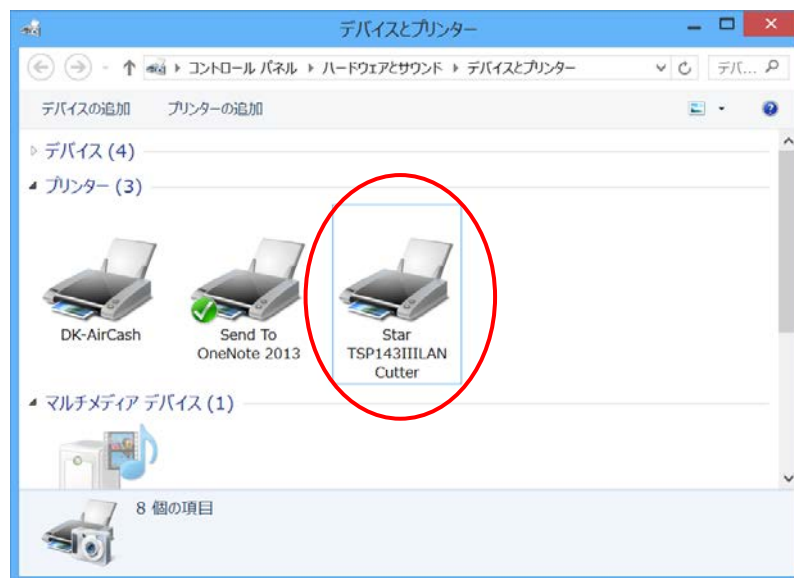 デバイスとプリンター
コントロール パネル ▸ ハードウェアとサウンド ▸ デバイスとプリンター
デバ...
デバイスの追加 プリンターの追加
デバイス (4)
プリンター (3)
DK-AirCash
Send To
OneNote 2013
Star
TSP143IIILAN
Cutter
マルチメディア デバイス (1)
8 個の項目